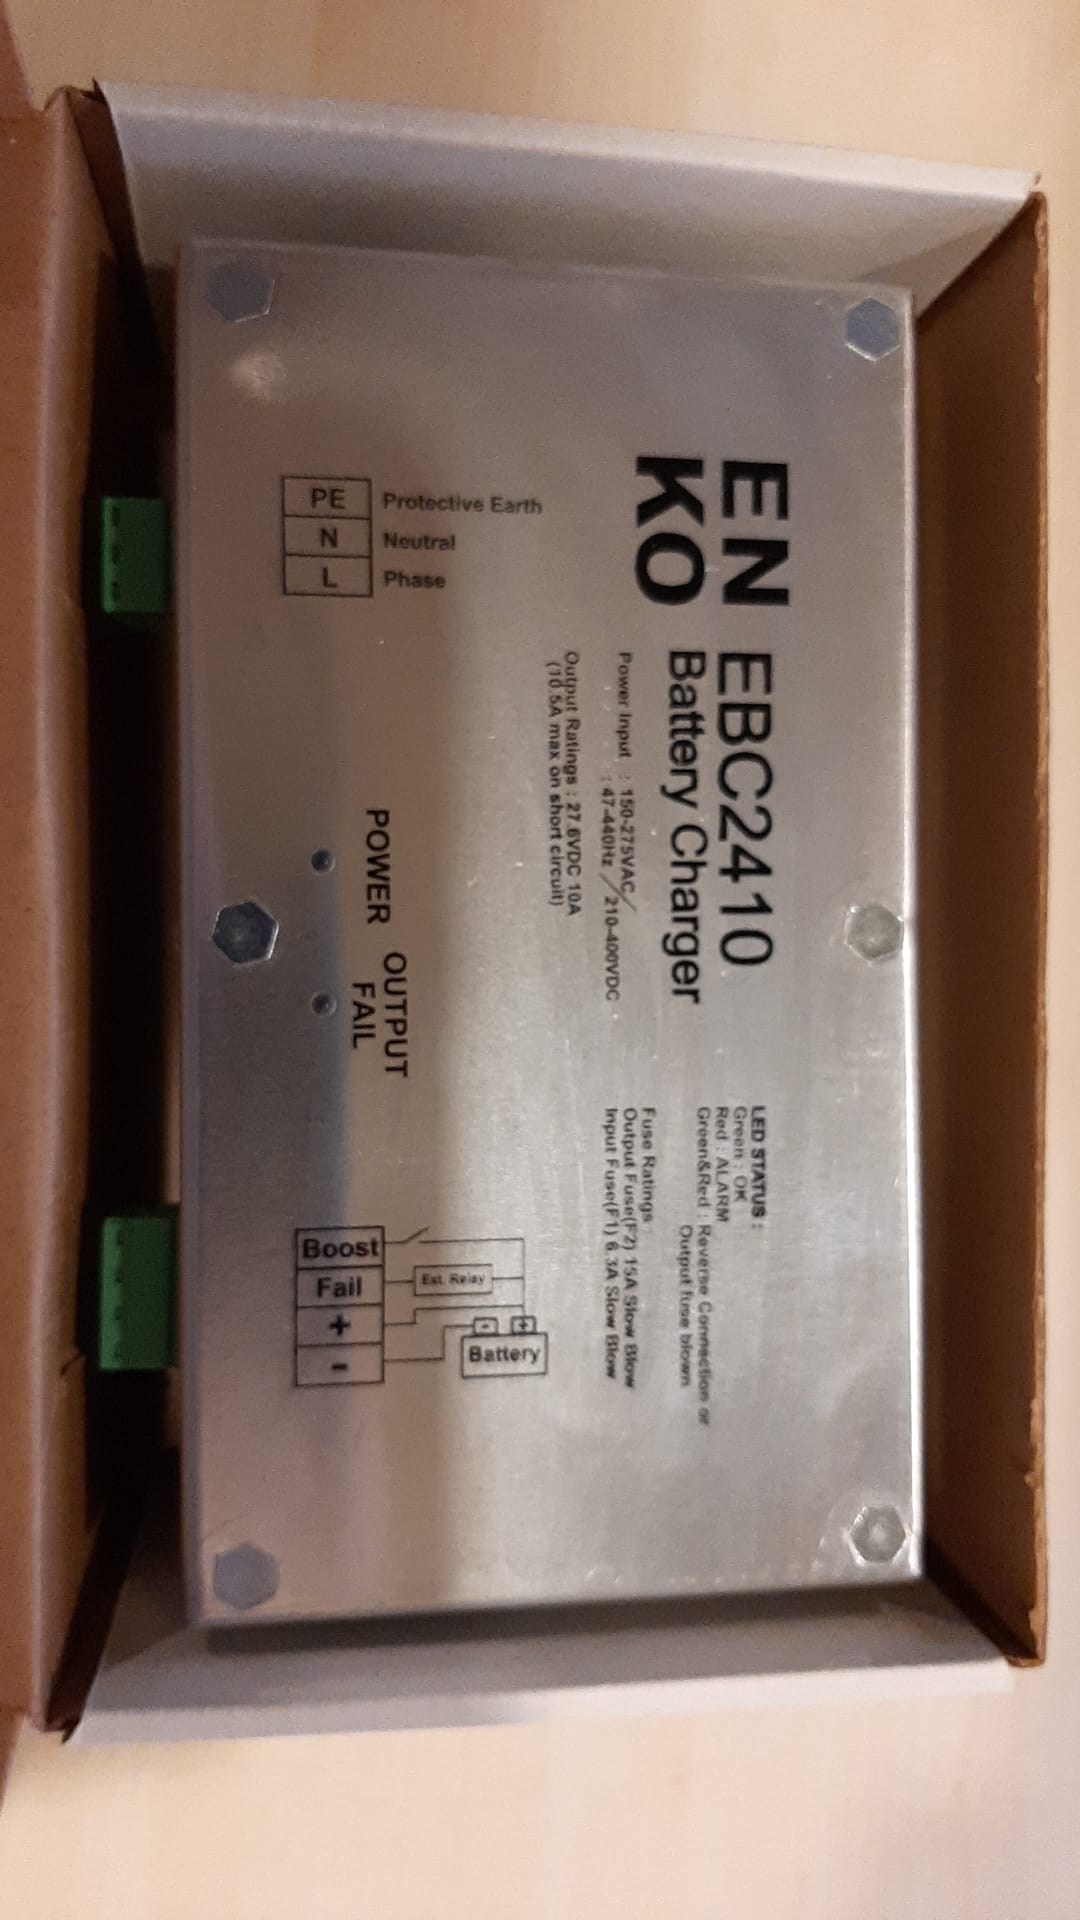 EN EBC2410
KO Battery Charger
Power Input : 150-275VAC / 210-400VDC
: 47-440Hz
Output Ratings : 27.6VDC 10A
(10.5A max on short circuit)
LED STATUS :
Green : OK
Red : ALARM
Green&Red : Reverse Connection or
Output fuse blown
Fuse Ratings :
Output Fuse(F2) 15A Slow Blow
Input Fuse(F1) 6.3A Slow Blow
PE Protective Earth
N Neutral
L Phase
POWER
OUTPUT
FAIL
Boost
Fail
+
-
Ext. Relay
- +
Battery